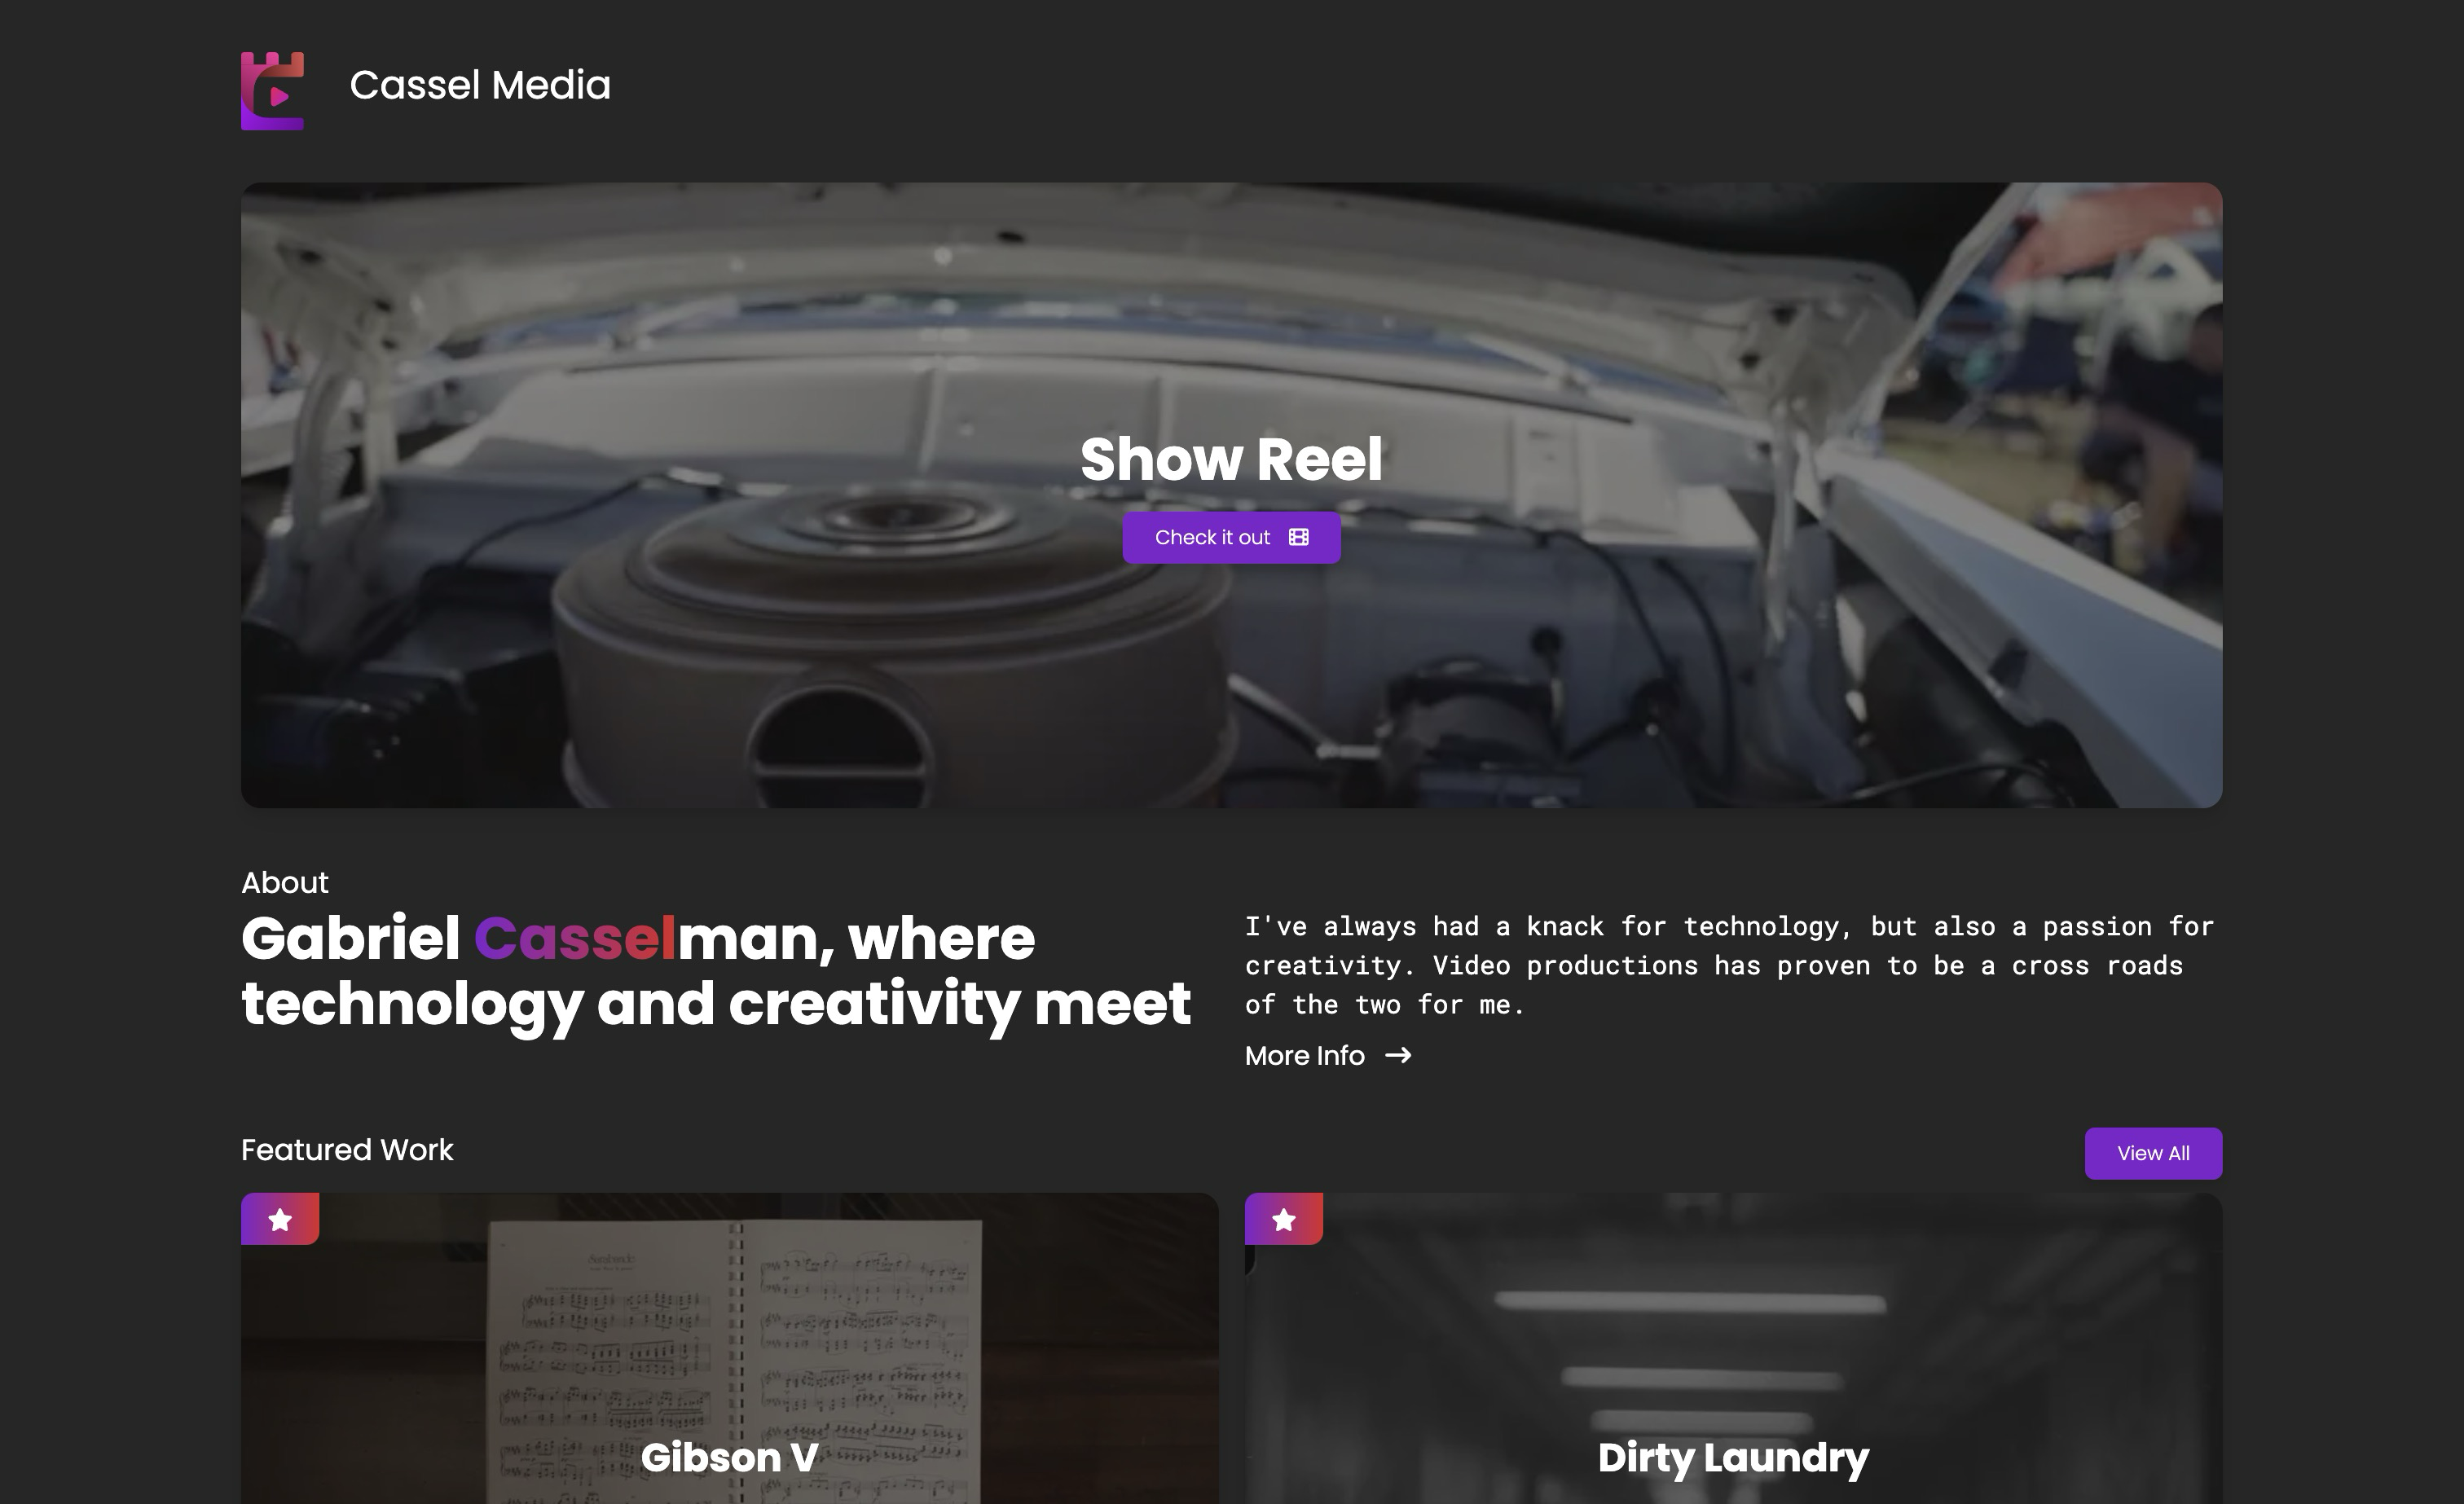 Cassel Media
Show Reel
Check it out
About
Gabriel Casselman, where
technology and creativity meet
I've always had a knack for technology, but also a passion for
creativity. Video productions has proven to be a cross roads
of the two for me.
More Info
Featured Work
View All
Sarabande
Gibson V
Dirty Laundry